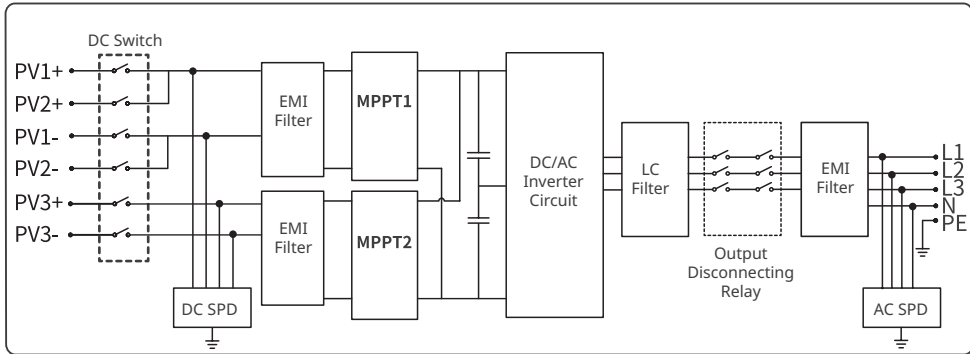 DC Switch
PV1+
PV2+
PV1-
PV2-
PV3+
PV3-
EMI
Filter
MPPT1
EMI
Filter
MPPT2
DC SPD
DC/AC
Inverter
Circuit
LC
Filter
Output
Disconnecting
Relay
EMI
Filter
L1
L2
L3
N
PE
AC SPD